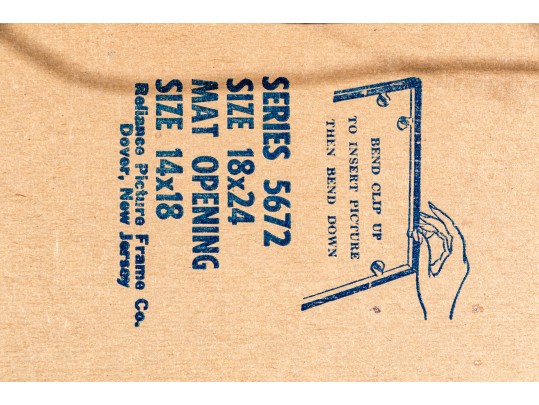 BEND CLIP UP
TO INSERT PICTURE
THEN BEND DOWN
SERIES 5672
SIZE 18x24
MAT OPENING
SIZE 14x18
Reliance Picture Frame Co.
Dover, New Jersey